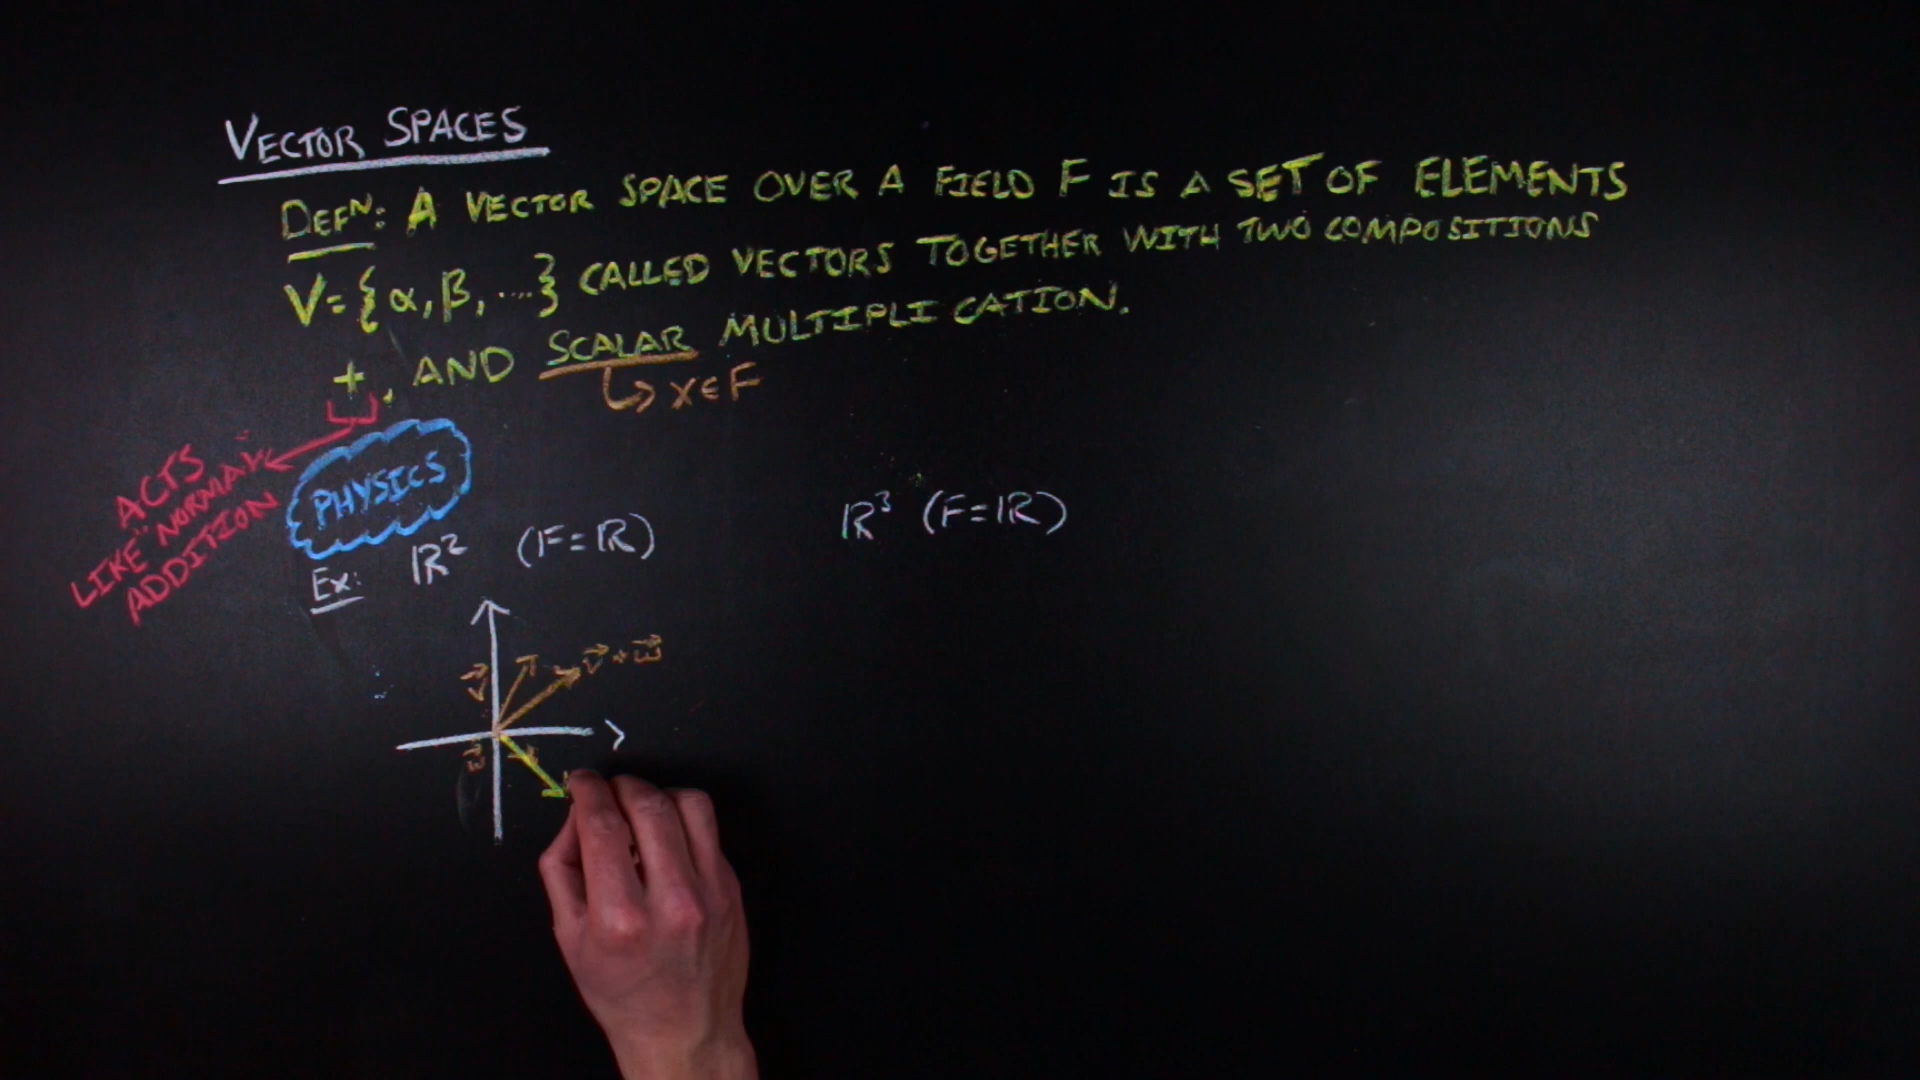 VECTOR SPACES
DEFN: A VECTOR SPACE OVER A FIELD F IS A SET OF ELEMENTS
V={α,β,...} CALLED VECTORS TOGETHER WITH TWO COMPOSITIONS
+, AND SCALAR MULTIPLICATION.
↳ x∈F
ACTS
LIKE "NORMAL"
ADDITION
PHYSICS
Ex: ℝ² (F=ℝ)
ℝ³ (F=ℝ)
v⃗
v⃗+w⃗
w⃗